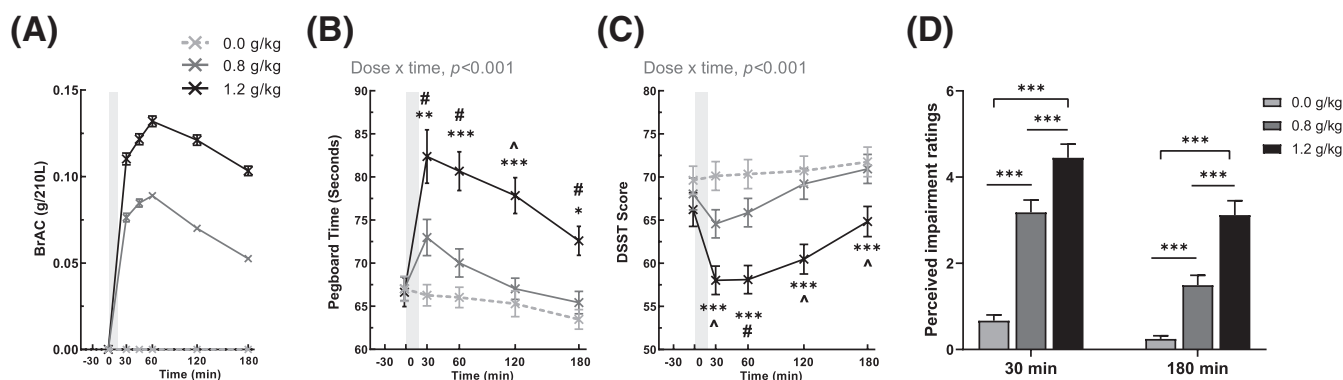 (A)
0.0 g/kg
0.8 g/kg
1.2 g/kg
BrAC (g/210L)
0.15
0.10
0.05
0.00
-30 0 30 60 120 180
Time (min)
(B)
Dose x time, p<0.001
Pegboard Time (Seconds)
90
85
80
75
70
65
60
#
**
#
***
^
***
#
*
-30 0 30 60 120 180
Time (min)
(C)
Dose x time, p<0.001
DSST Score
80
75
70
65
60
55
50
***
^
***
#
***
^
***
^
-30 0 30 60 120 180
Time (min)
(D)
0.0 g/kg
0.8 g/kg
1.2 g/kg
Perceived impairment ratings
6
4
2
0
***
***
***
***
***
***
30 min 180 min